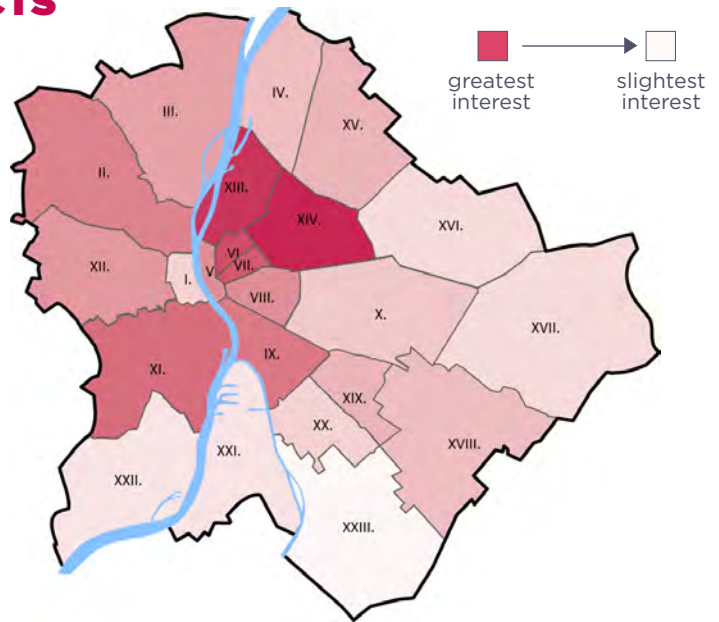 greatest
interest
slightest
interest
IV.
III.
XV.
II.
XIII.
XIV.
XVI.
VI.
XII.
V.
VII.
I.
VIII.
X.
XVII.
IX.
XI.
XIX.
XX.
XVIII.
XXI.
XXII.
XXIII.